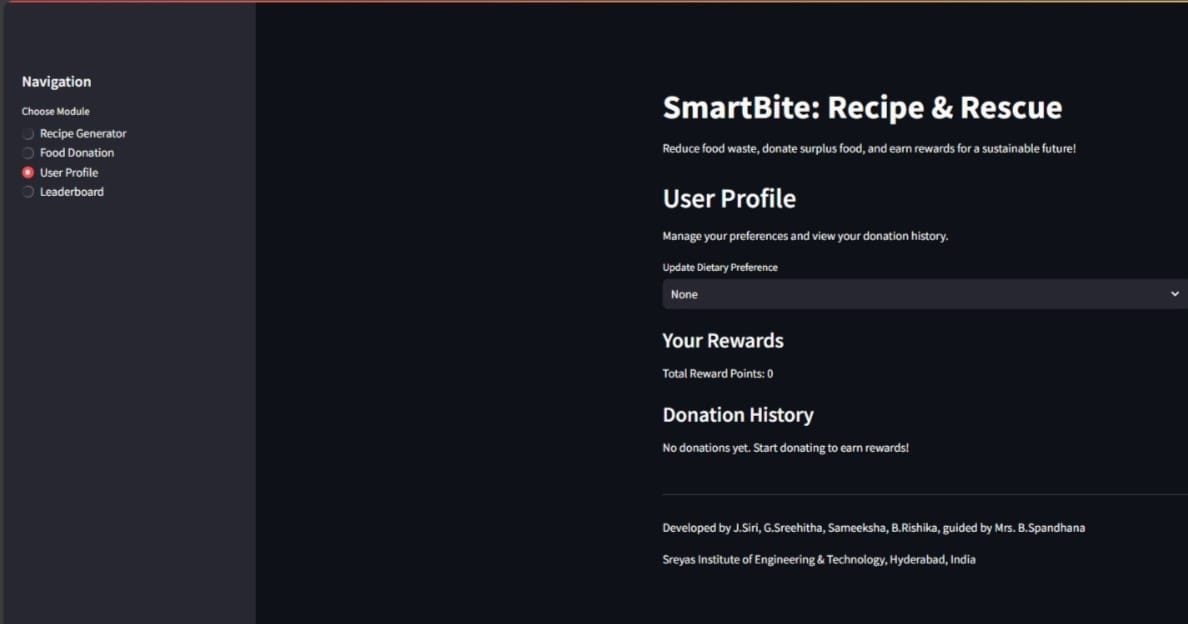 Navigation
Choose Module
Recipe Generator
Food Donation
User Profile
Leaderboard
SmartBite: Recipe & Rescue
Reduce food waste, donate surplus food, and earn rewards for a sustainable future!
User Profile
Manage your preferences and view your donation history.
Update Dietary Preference
None
Your Rewards
Total Reward Points: 0
Donation History
No donations yet. Start donating to earn rewards!
Developed by J.Siri, G.Sreehitha, Sameeksha, B.Rishika, guided by Mrs. B.Spandhana
Sreyas Institute of Engineering & Technology, Hyderabad, India